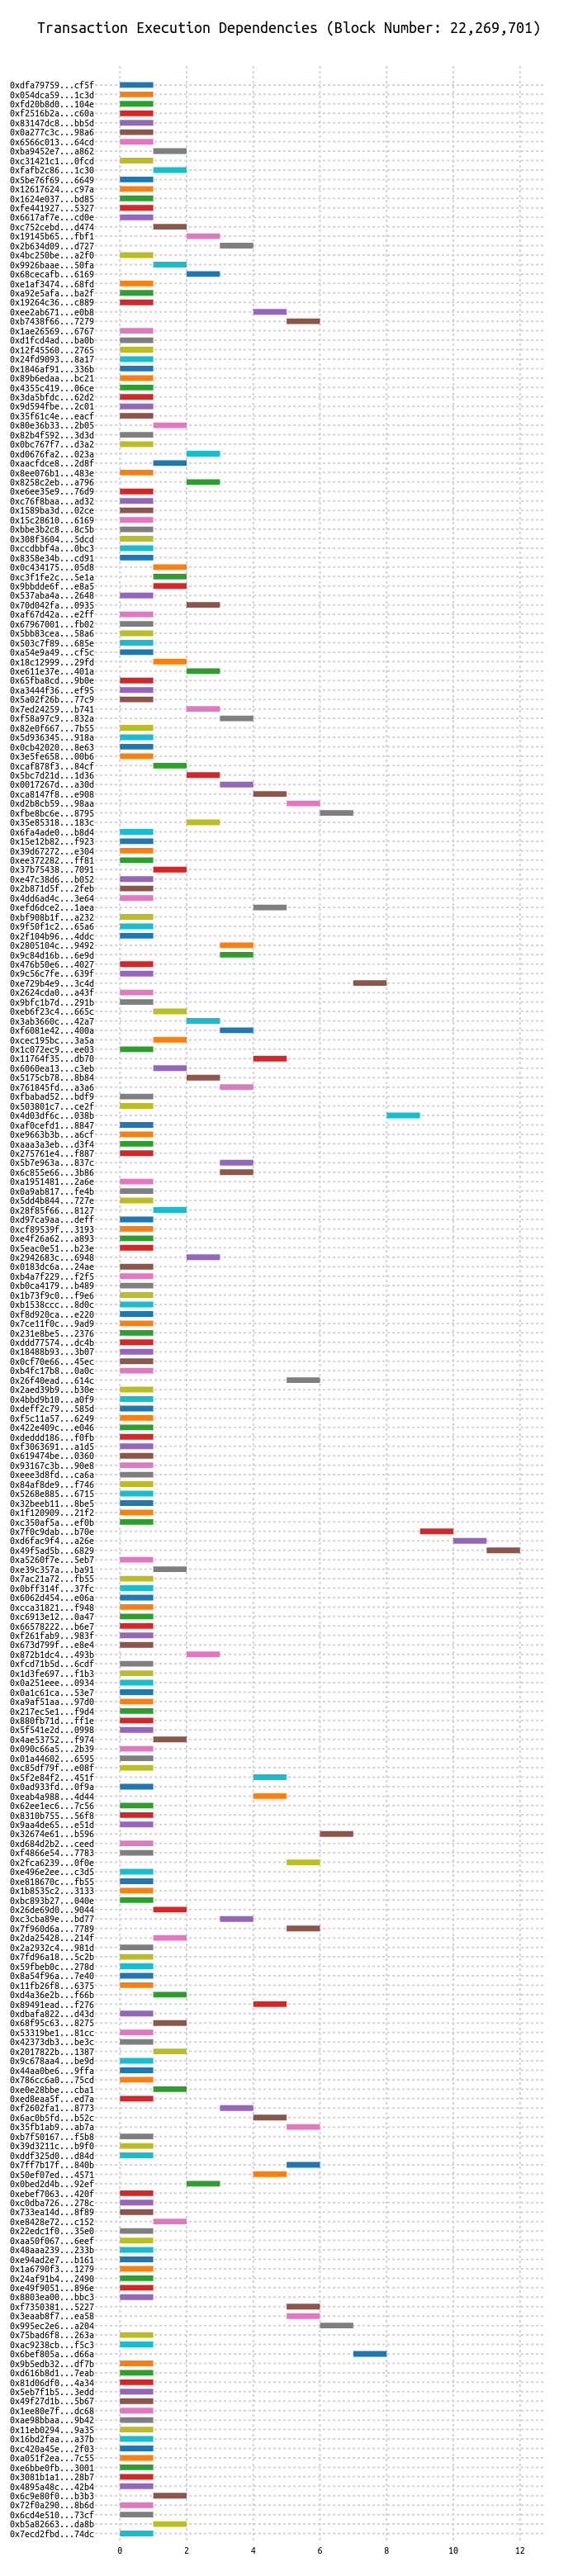 Transaction Execution Dependencies (Block Number: 22,269,701)
0xdfa79759...cf5f
0x054dca59...1c3d
0xfd20b8d0...104e
0xf2516b2a...c60a
0x83147dc8...bb5d
0x0a277c3c...98a6
0x6566c013...64cd
0xba9452e7...a862
0xc31421c1...0fcd
0xfafb2c86...1c30
0x5be76f69...6649
0x12617624...c97a
0x1624e037...bd85
0xfe441927...5327
0x6617af7e...cd0e
0xc752cebd...d474
0x19145b65...fbf1
0x2b634d09...d727
0x4bc250be...a2f0
0x9926baae...50fa
0x68cecafb...6169
0xe1af3474...68fd
0xa92e5afa...ba2f
0x19264c36...c889
0xee2ab671...e0b8
0xb7438f66...7279
0x1ae26569...6767
0xd1fcd4ad...ba0b
0x12f45560...2765
0x24fd9093...8a17
0x1846af91...336b
0x89b6edaa...bc21
0x4355c419...06ce
0x3da5bfdc...62d2
0x9d594fbe...2c01
0x35f61c4e...eacf
0x80e36b33...2b05
0x82b4f592...3d3d
0x0bc767f7...d3a2
0xd0676fa2...023a
0xaacfdce8...2d8f
0x8ee076b1...483e
0x8258c2eb...a796
0xe6ee35e9...76d9
0xc76f8baa...ad32
0x1589ba3d...02ce
0x15c28610...6169
0xbbe3b2c8...8c5b
0x308f3604...5dcd
0xccdbbf4a...0bc3
0x8358e34b...cd91
0x0c434175...05d8
0xc3f1fe2c...5e1a
0x9bbdde6f...e8a5
0x537aba4a...2648
0x70d042fa...0935
0xaf67d42a...e2ff
0x67967001...fb02
0x5bb83cea...58a6
0x503c7f89...685e
0xa54e9a49...cf5c
0x18c12999...29fd
0xe611e37e...401a
0x65fba8cd...9b0e
0xa3444f36...ef95
0x5a02f26b...77c9
0x7ed24259...b741
0xf58a97c9...832a
0x82e0f667...7b55
0x5d936345...918a
0x0cb42020...8e63
0x3e5fe658...00b6
0xcaf878f3...84cf
0x5bc7d21d...1d36
0x0017267d...a30d
0xca8147f8...e908
0xd2b8cb59...98aa
0xfbe8bc6e...8795
0x35e85318...183c
0x6fa4ade0...b8d4
0x15e12b82...f923
0x39d67272...e304
0xee372282...ff81
0x37b75438...7091
0xe47c38d6...b052
0x2b871d5f...2feb
0x4dd6ad4c...3e64
0xefd6dce2...1aea
0xbf908b1f...a232
0x9f50f1c2...65a6
0x2f104b96...4ddc
0x2805104c...9492
0x9c84d16b...6e9d
0x476b50e6...4027
0x9c56c7fe...639f
0xe729b4e9...3c4d
0x2624cda0...a43f
0x9bfc1b7d...291b
0xeb6f23c4...665c
0x3ab3660c...42a7
0xf6081e42...400a
0xcec195bc...3a5a
0x1c072ec9...ee03
0x11764f35...db70
0x6060ea13...c3eb
0x5175cb78...8b84
0x761845fd...a3a6
0xfbabad52...bdf9
0x503801c7...ce2f
0x4d03df6c...038b
0xaf0cefd1...8847
0xe9663b3b...a6cf
0xaaa3a3eb...d3f4
0x275761e4...f887
0x5b7e963a...837c
0x6c855e66...3b86
0xa1951481...2a6e
0x0a9ab817...fe4b
0x5dd4b844...727e
0x28f85f66...8127
0xd97ca9aa...deff
0xcf89539f...3193
0xe4f26a62...a893
0x5eac0e51...b23e
0x2942683c...6948
0x0183dc6a...24ae
0xb4a7f229...f2f5
0xb0ca4179...b489
0x1b73f9c0...f9e6
0xb1538ccc...8d0c
0xf8d920ca...e220
0x7ce11f0c...9ad9
0x231e8be5...2376
0xddd77574...dc4b
0x18488b93...3b07
0x0cf70e66...45ec
0xb4fc17b8...0a0c
0x26f40ead...614c
0x2aed39b9...b30e
0x4bbd9b10...a0f9
0xdeff2c79...585d
0xf5c11a57...6249
0x422e409c...e046
0xdeddd186...f0fb
0xf3063691...a1d5
0x619474be...0360
0x93167c3b...90e8
0xeee3d8fd...ca6a
0x84af8de9...f746
0x5268e885...6715
0x32beeb11...8be5
0x1f120909...21f2
0xc350af5a...ef0b
0x7f0c9dab...b70e
0xd6fac9f4...a26e
0x49f5ad5b...6829
0xa5260f7e...5eb7
0xe39c357a...ba91
0x7ac21a72...fb55
0x0bff314f...37fc
0x6062d454...e06a
0xcca31821...f948
0xc6913e12...0a47
0x66578222...b6e7
0xf261fab9...983f
0x673d799f...e8e4
0x872b1dc4...493b
0xfcd71b5d...6cdf
0x1d3fe697...f1b3
0x0a251eee...0934
0x0a1c61ca...53e7
0xa9af51aa...97d0
0x217ec5e1...f9d4
0x880fb71d...ff1e
0x5f541e2d...0998
0x4ae53752...f974
0x090c66a5...2b39
0x01a44602...6595
0xc85df79f...e08f
0x5f2e84f2...451f
0x0ad933fd...0f9a
0xeab4a988...4d44
0x62ee1ec6...7c56
0x8310b755...56f8
0x9aa4de65...e51d
0x32674e61...b596
0xd684d2b2...ceed
0xf4866e54...7783
0x2fca6239...0f0e
0xe496e2ee...c3d5
0xe818670c...fb55
0x1b8535c2...3133
0xbc893b27...040e
0x26de69d0...9044
0xc3cba89e...bd77
0x7f960d6a...7789
0x2da25428...214f
0x2a2932c4...981d
0x7fd96a18...5c2b
0x59fbeb0c...278d
0x8a54f96a...7e40
0x11fb26f8...6375
0xd4a36e2b...f66b
0x89491ead...f276
0xdbafa822...d43d
0x68f95c63...8275
0x53319be1...81cc
0x42373db3...be3c
0x2017822b...1387
0x9c678aa4...be9d
0x44aa0be6...9ffa
0x786cc6a0...75cd
0xe0e28bbe...cba1
0xed8eaa5f...ed7a
0xf2602fa1...8773
0x6ac0b5fd...b52c
0x35fb1ab9...ab7a
0xb7f50167...f5b8
0x39d3211c...b9f0
0xddf325d0...d84d
0x7ff7b17f...840b
0x50ef07ed...4571
0x0bed2d4b...92ef
0xebef7063...420f
0xc0dba726...278c
0x733ea14d...8f89
0xe8428e72...c152
0x22edc1f0...35e0
0xaa50f067...6eef
0x48aaa239...233b
0xe94ad2e7...b161
0x1a6790f3...1279
0x24af91b4...2490
0xe49f9051...896e
0x8803ea00...bbc3
0xf7350381...5227
0x3eaab8f7...ea58
0x995ec2e6...a204
0x75bad6f8...263a
0xac9238cb...f5c3
0x6bef805a...d66a
0x9b5edb32...df7b
0xd616b8d1...7eab
0x81d06df0...4a34
0x5eb7f1b5...3edd
0x49f27d1b...5b67
0x1ee80e7f...dc68
0xae98bbaa...9b42
0x11eb0294...9a35
0x16bd2faa...a37b
0xc420a45e...2f03
0xa051f2ea...7c55
0xe6bbe0fb...3001
0x3081b1a1...28b7
0x4895a48c...42b4
0x6c9e80f0...b3b3
0x72f0a290...8b6d
0x6cd4e510...73cf
0xb5a82663...da8b
0x7ecd2fbd...74dc
0 2 4 6 8 10 12